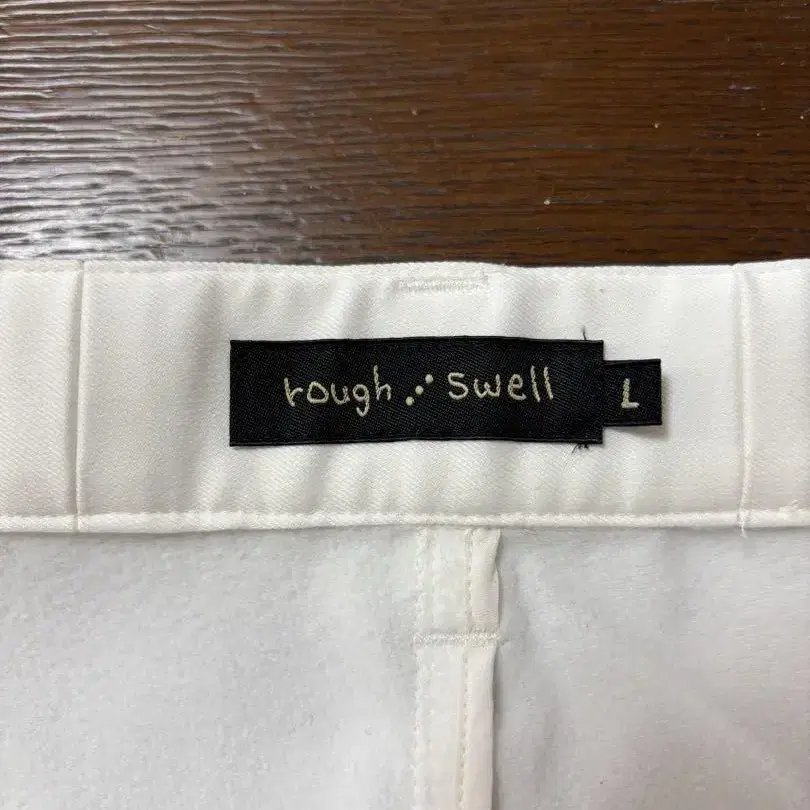 rough ⋰ swell
L